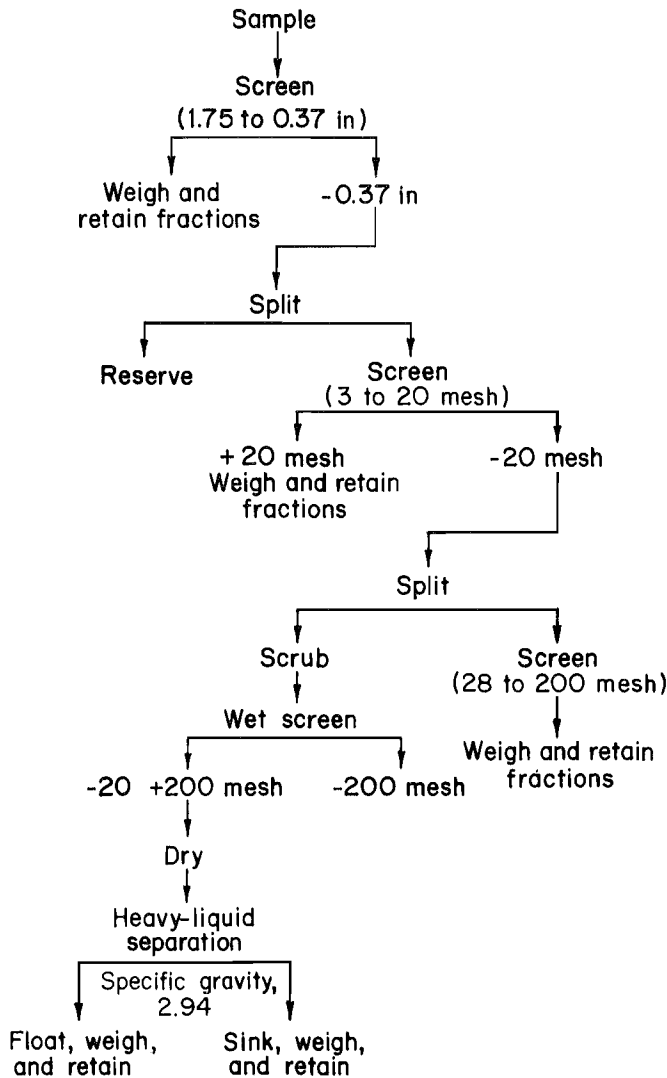 Sample
Screen
(1.75 to 0.37 in)
Weigh and
retain fractions
-0.37 in
Split
Reserve
Screen
(3 to 20 mesh)
+20 mesh
Weigh and retain
fractions
-20 mesh
Split
Scrub
Screen
(28 to 200 mesh)
Wet screen
Weigh and retain
fractions
-20 +200 mesh
-200 mesh
Dry
Heavy-liquid
separation
Specific gravity,
2.94
Float, weigh,
and retain
Sink, weigh,
and retain